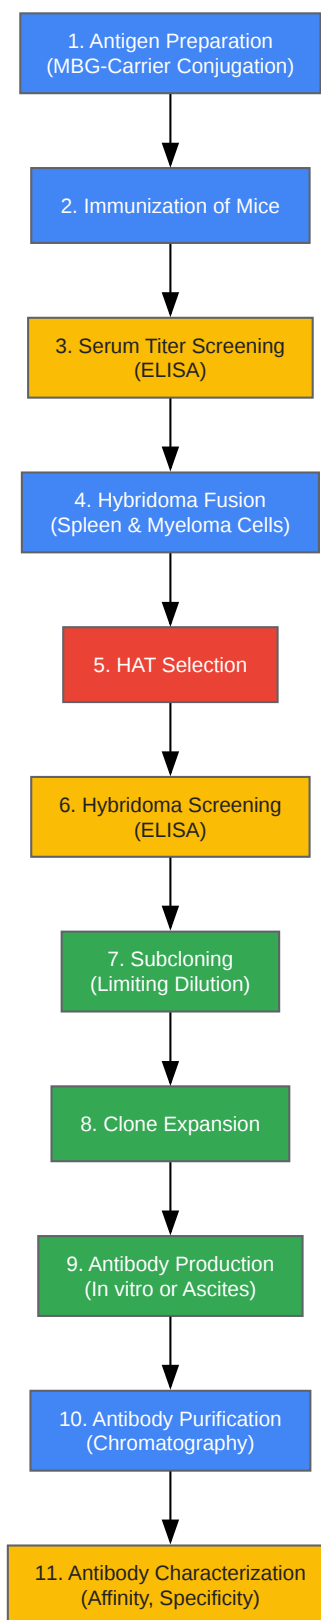 1. Antigen Preparation
(MBG-Carrier Conjugation)
2. Immunization of Mice
3. Serum Titer Screening
(ELISA)
4. Hybridoma Fusion
(Spleen & Myeloma Cells)
5. HAT Selection
6. Hybridoma Screening
(ELISA)
7. Subcloning
(Limiting Dilution)
8. Clone Expansion
9. Antibody Production
(In vitro or Ascites)
10. Antibody Purification
(Chromatography)
11. Antibody Characterization
(Affinity, Specificity)